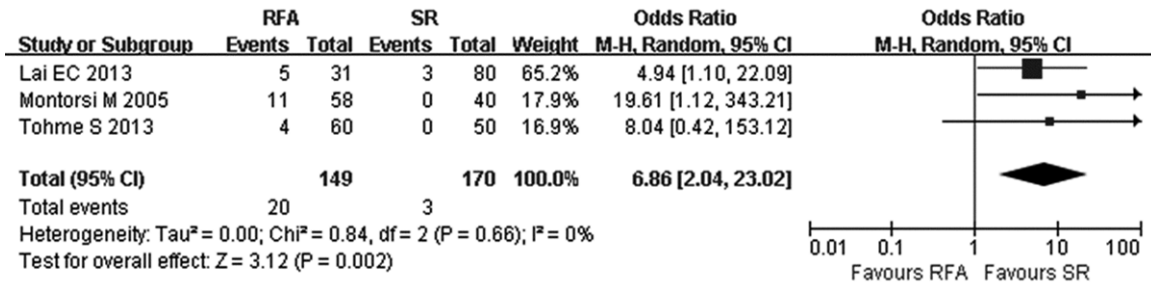 RFA SR Odds Ratio Odds Ratio
Study or Subgroup Events Total Events Total Weight M-H, Random, 95% CI M-H, Random, 95% CI
Lai EC 2013 5 31 3 80 65.2% 4.94 [1.10, 22.09]
Montorsi M 2005 11 58 0 40 17.9% 19.61 [1.12, 343.21]
Tohme S 2013 4 60 0 50 16.9% 8.04 [0.42, 153.12]
Total (95% CI) 149 170 100.0% 6.86 [2.04, 23.02]
Total events 20 3
Heterogeneity: Tau² = 0.00; Chi² = 0.84, df = 2 (P = 0.66); I² = 0%
Test for overall effect: Z = 3.12 (P = 0.002)
0.01 0.1 1 10 100
Favours RFA Favours SR